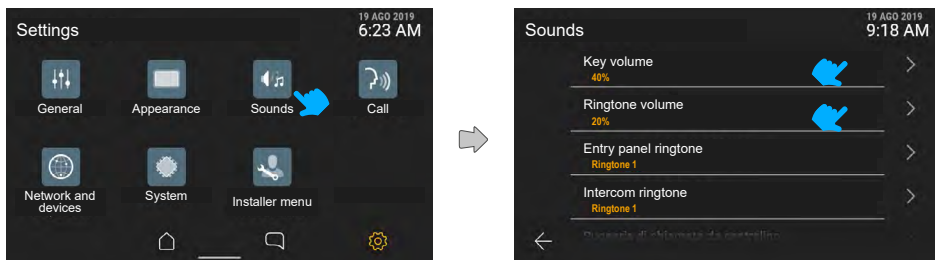 Settings
19 AGO 2019
6:23 AM
General
Appearance
Sounds
Call
Network and
devices
System
Installer menu
Sounds
19 AGO 2019
9:18 AM
Key volume
40%
Ringtone volume
20%
Entry panel ringtone
Ringtone 1
Intercom ringtone
Ringtone 1